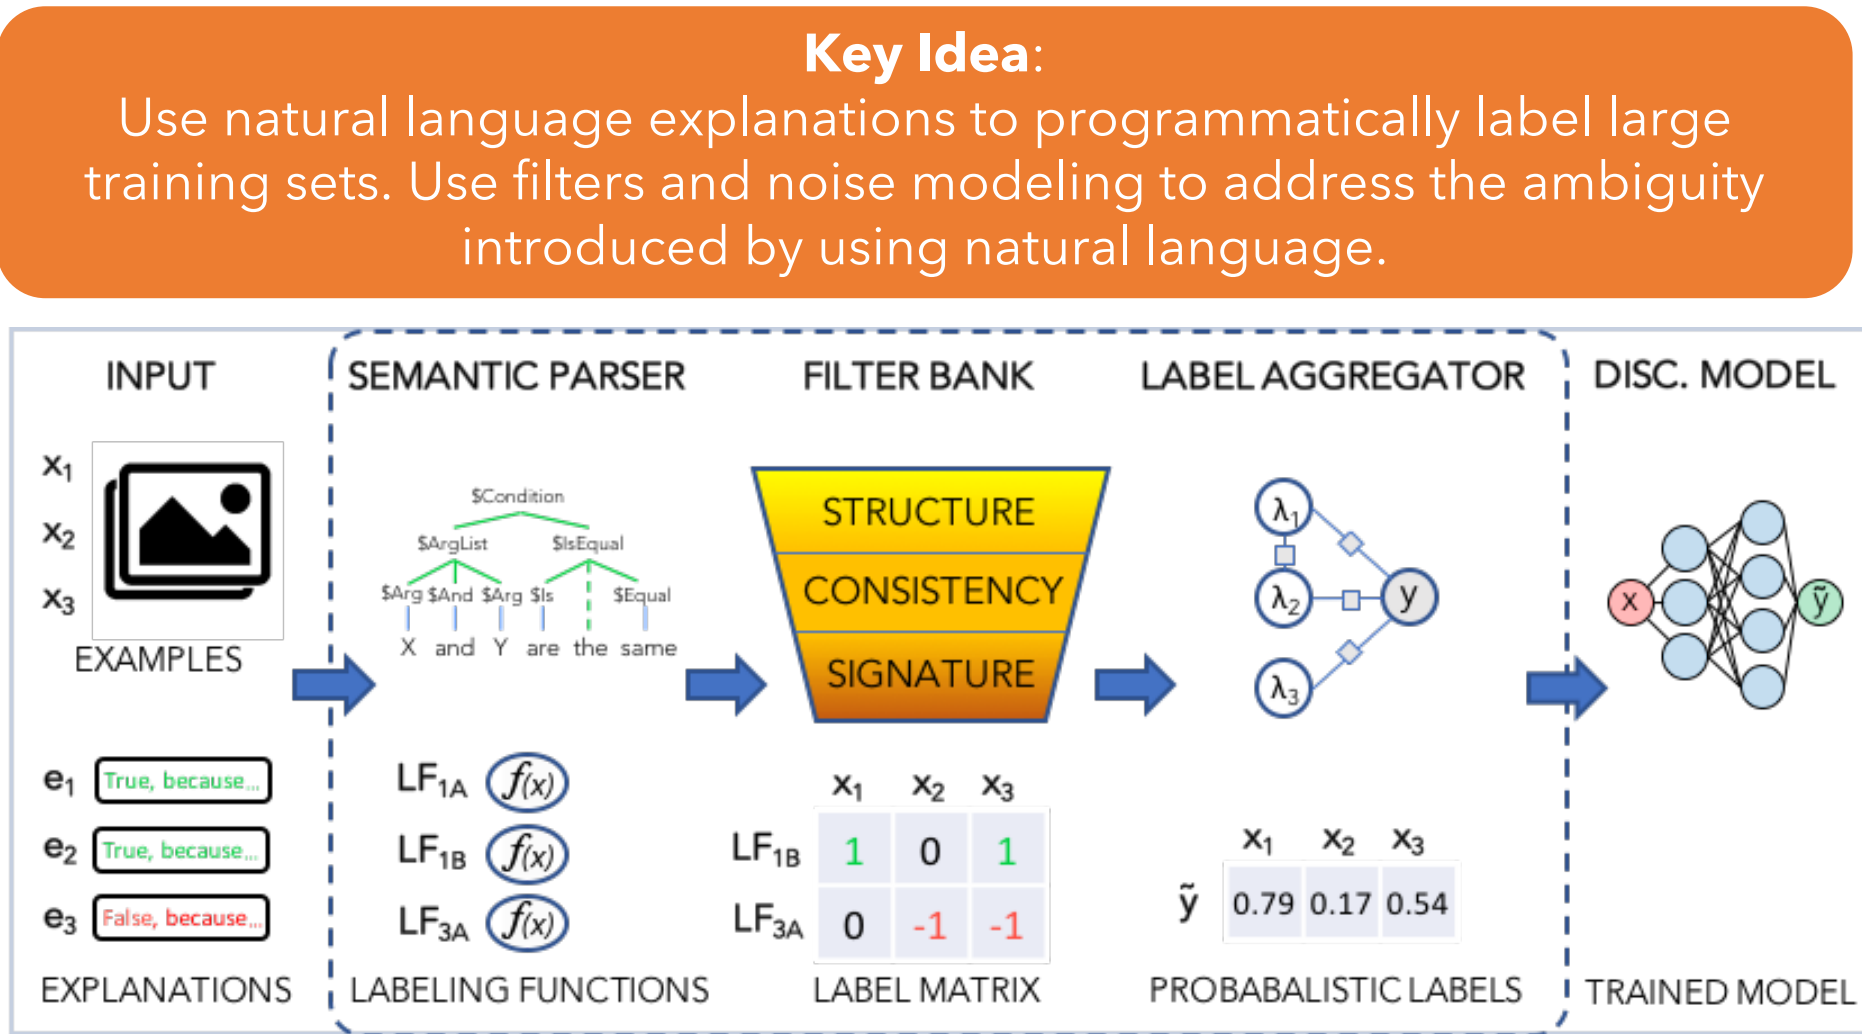 Key Idea:
Use natural language explanations to programmatically label large
training sets. Use filters and noise modeling to address the ambiguity
introduced by using natural language.
INPUT
x1
x2
x3
EXAMPLES
e1 True, because...
e2 True, because...
e3 False, because...
EXPLANATIONS
SEMANTIC PARSER
$Condition
$ArgList $IsEqual
$Arg $And $Arg $Is $Equal
X and Y are the same
LF1A f(x)
LF1B f(x)
LF3A f(x)
LABELING FUNCTIONS
FILTER BANK
STRUCTURE
CONSISTENCY
SIGNATURE
x1 x2 x3
LF1B 1 0 1
LF3A 0 -1 -1
LABEL MATRIX
LABEL AGGREGATOR
λ1
λ2 y
λ3
x1 x2 x3
ỹ 0.79 0.17 0.54
PROBABALISTIC LABELS
DISC. MODEL
x ỹ
TRAINED MODEL